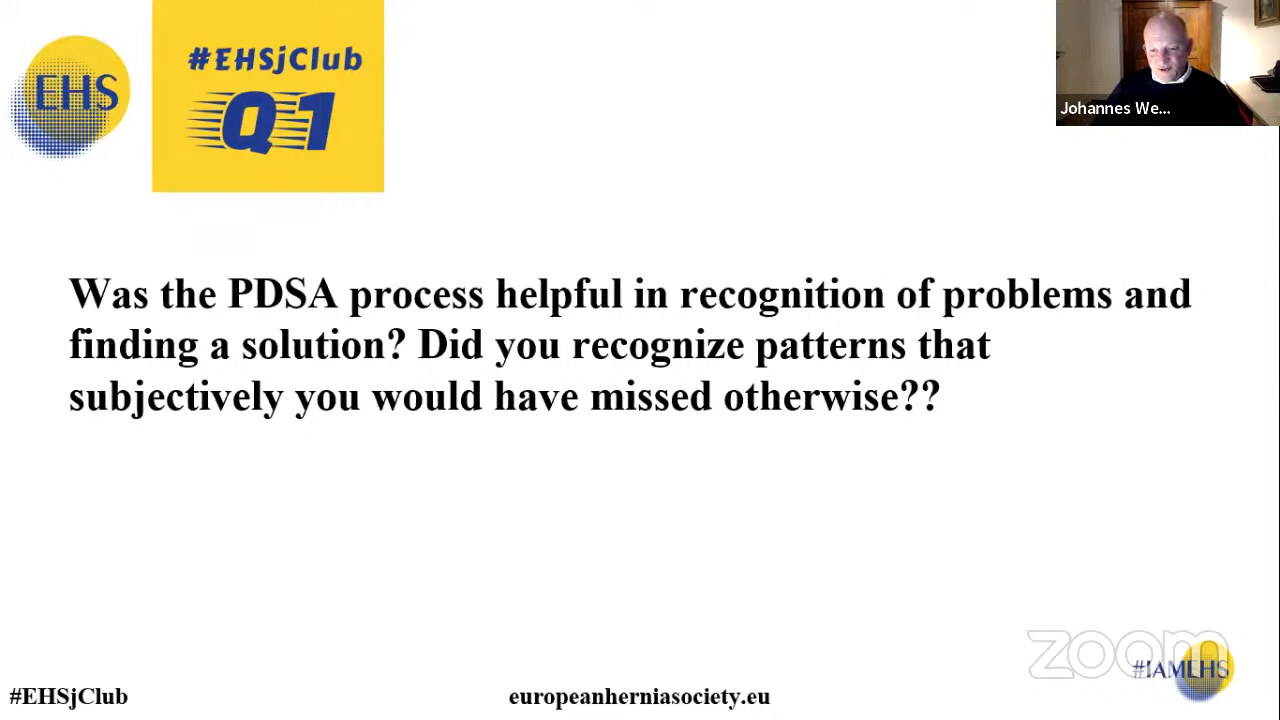 EHS
#EHSjClub
Q1
Johannes We...
Was the PDSA process helpful in recognition of problems and
finding a solution? Did you recognize patterns that
subjectively you would have missed otherwise??
zoom
#IAMEHS
#EHSjClub
europeanherniasociety.eu